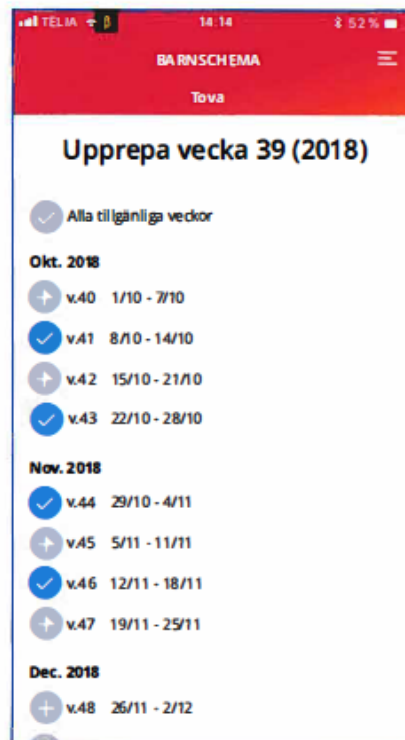 TELIA β 14:14 52 %
BARNSCHEMA
Tova
Upprepa vecka 39 (2018)
Alla tillgänliga veckor
Okt. 2018
v.40 1/10 - 7/10
v.41 8/10 - 14/10
v.42 15/10 - 21/10
v.43 22/10 - 28/10
Nov. 2018
v.44 29/10 - 4/11
v.45 5/11 - 11/11
v.46 12/11 - 18/11
v.47 19/11 - 25/11
Dec. 2018
v.48 26/11 - 2/12